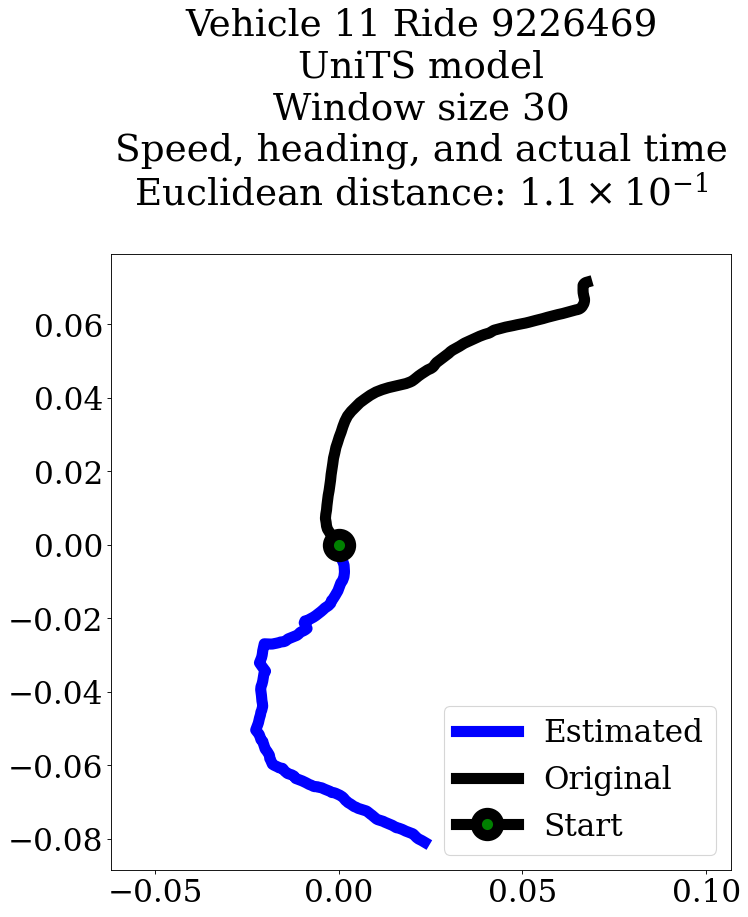 Vehicle 11 Ride 9226469
UniTS model
Window size 30
Speed, heading, and actual time
Euclidean distance: 1.1 × 10⁻¹
0.06
0.04
0.02
0.00
−0.02
−0.04
−0.06
−0.08
Estimated
Original
Start
−0.05 0.00 0.05 0.10